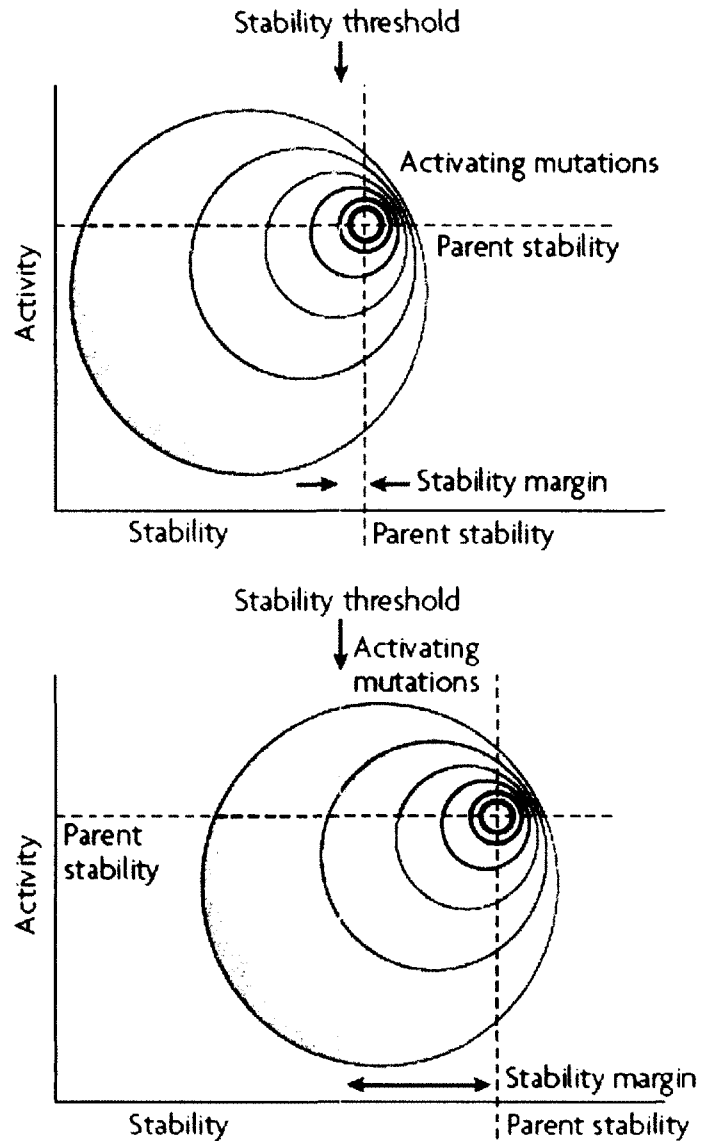 Stability threshold
Activating mutations
Parent stability
Activity
Stability margin
Stability
Parent stability
Stability threshold
Activating
mutations
Parent
stability
Activity
Stability margin
Stability
Parent stability